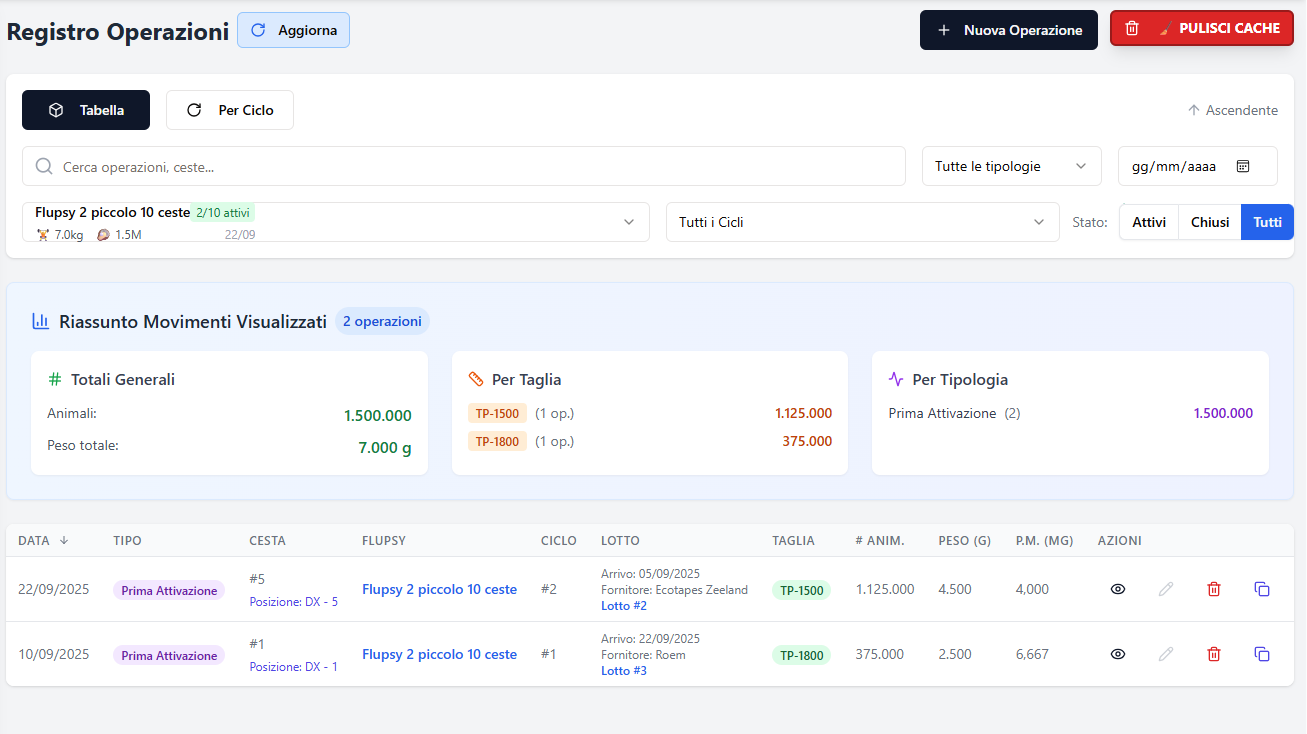 Registro Operazioni Aggiorna Nuova Operazione PULISCI CACHE
Tabella Per Ciclo Ascendente
Cerca operazioni, ceste... Tutte le tipologie gg/mm/aaaa
Flupsy 2 piccolo 10 ceste 2/10 attivi
7.0kg 1.5M 22/09
Tutti i Cicli Stato: Attivi Chiusi Tutti
Riassunto Movimenti Visualizzati 2 operazioni
Totali Generali
Animali: 1.500.000
Peso totale: 7.000 g
Per Taglia
TP-1500 (1 op.) 1.125.000
TP-1800 (1 op.) 375.000
Per Tipologia
Prima Attivazione (2) 1.500.000
DATA TIPO CESTA FLUPSY CICLO LOTTO TAGLIA # ANIM. PESO (G) P.M. (MG) AZIONI
22/09/2025 Prima Attivazione
#5
Posizione: DX - 5
Flupsy 2 piccolo 10 ceste #2
Arrivo: 05/09/2025
Fornitore: Ecotapes Zeeland
Lotto #2
TP-1500 1.125.000 4.500 4,000
10/09/2025 Prima Attivazione
#1
Posizione: DX - 1
Flupsy 2 piccolo 10 ceste #1
Arrivo: 22/09/2025
Fornitore: Roem
Lotto #3
TP-1800 375.000 2.500 6,667